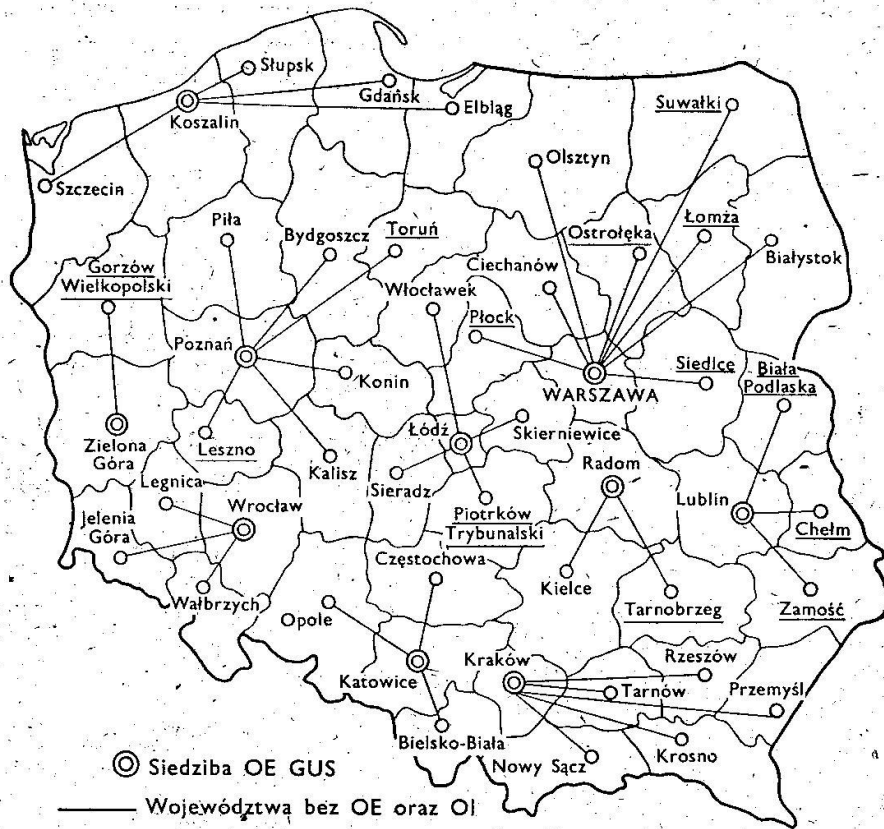 Słupsk
Koszalin
Gdańsk
Elbląg
Suwałki
Szczecin
Olsztyn
Piła
Bydgoszcz
Toruń
Ostrołęka
Łomża
Ciechanów
Białystok
Gorzów
Wielkopolski
Włocławek
Płock
Poznań
Konin
WARSZAWA
Siedlce
Biała
Podlaska
Zielona
Góra
Leszno
Kalisz
Łódź
Skierniewice
Sieradz
Radom
Lublin
Legnica
Wrocław
Piotrków
Trybunalski
Chełm
Jelenia
Góra
Częstochowa
Wałbrzych
Kielce
Tarnobrzeg
Zamość
Opole
Katowice
Kraków
Rzeszów
Tarnów
Przemyśl
Bielsko-Biała
Nowy Sącz
Krosno
Siedziba OE GUS
Województwa bez OE oraz OI